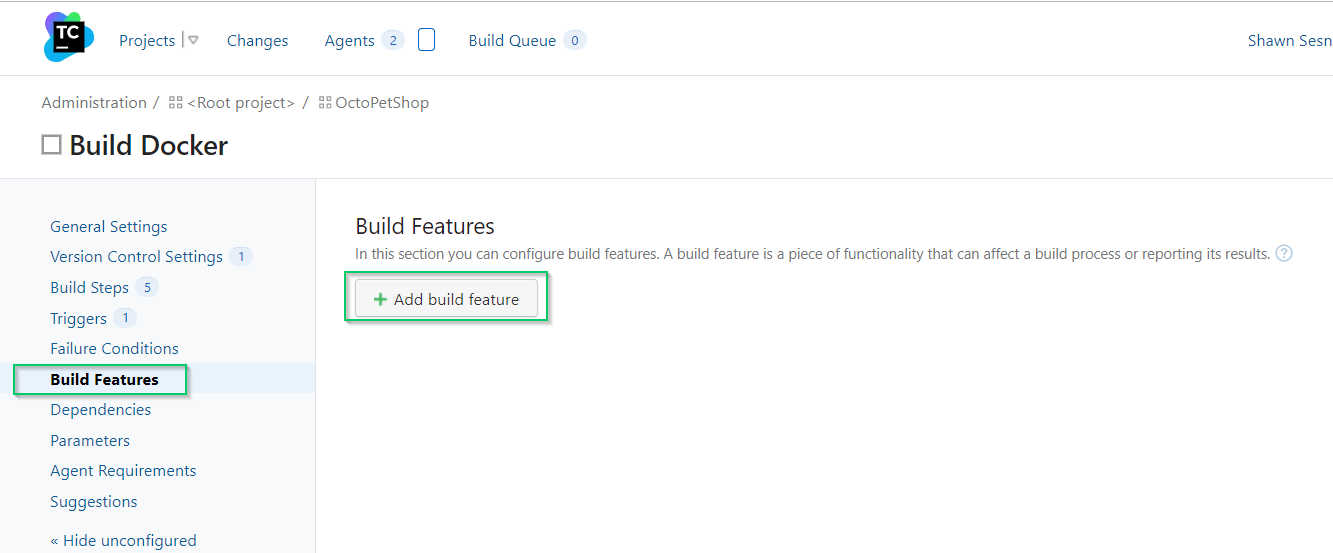 TC
Projects
Changes
Agents 2
Build Queue 0
Shawn Sesn
Administration / <Root project> / OctoPetShop
Build Docker
General Settings
Version Control Settings 1
Build Steps 5
Triggers 1
Failure Conditions
Build Features
Dependencies
Parameters
Agent Requirements
Suggestions
« Hide unconfigured
Build Features
In this section you can configure build features. A build feature is a piece of functionality that can affect a build process or reporting its results. ?
+ Add build feature